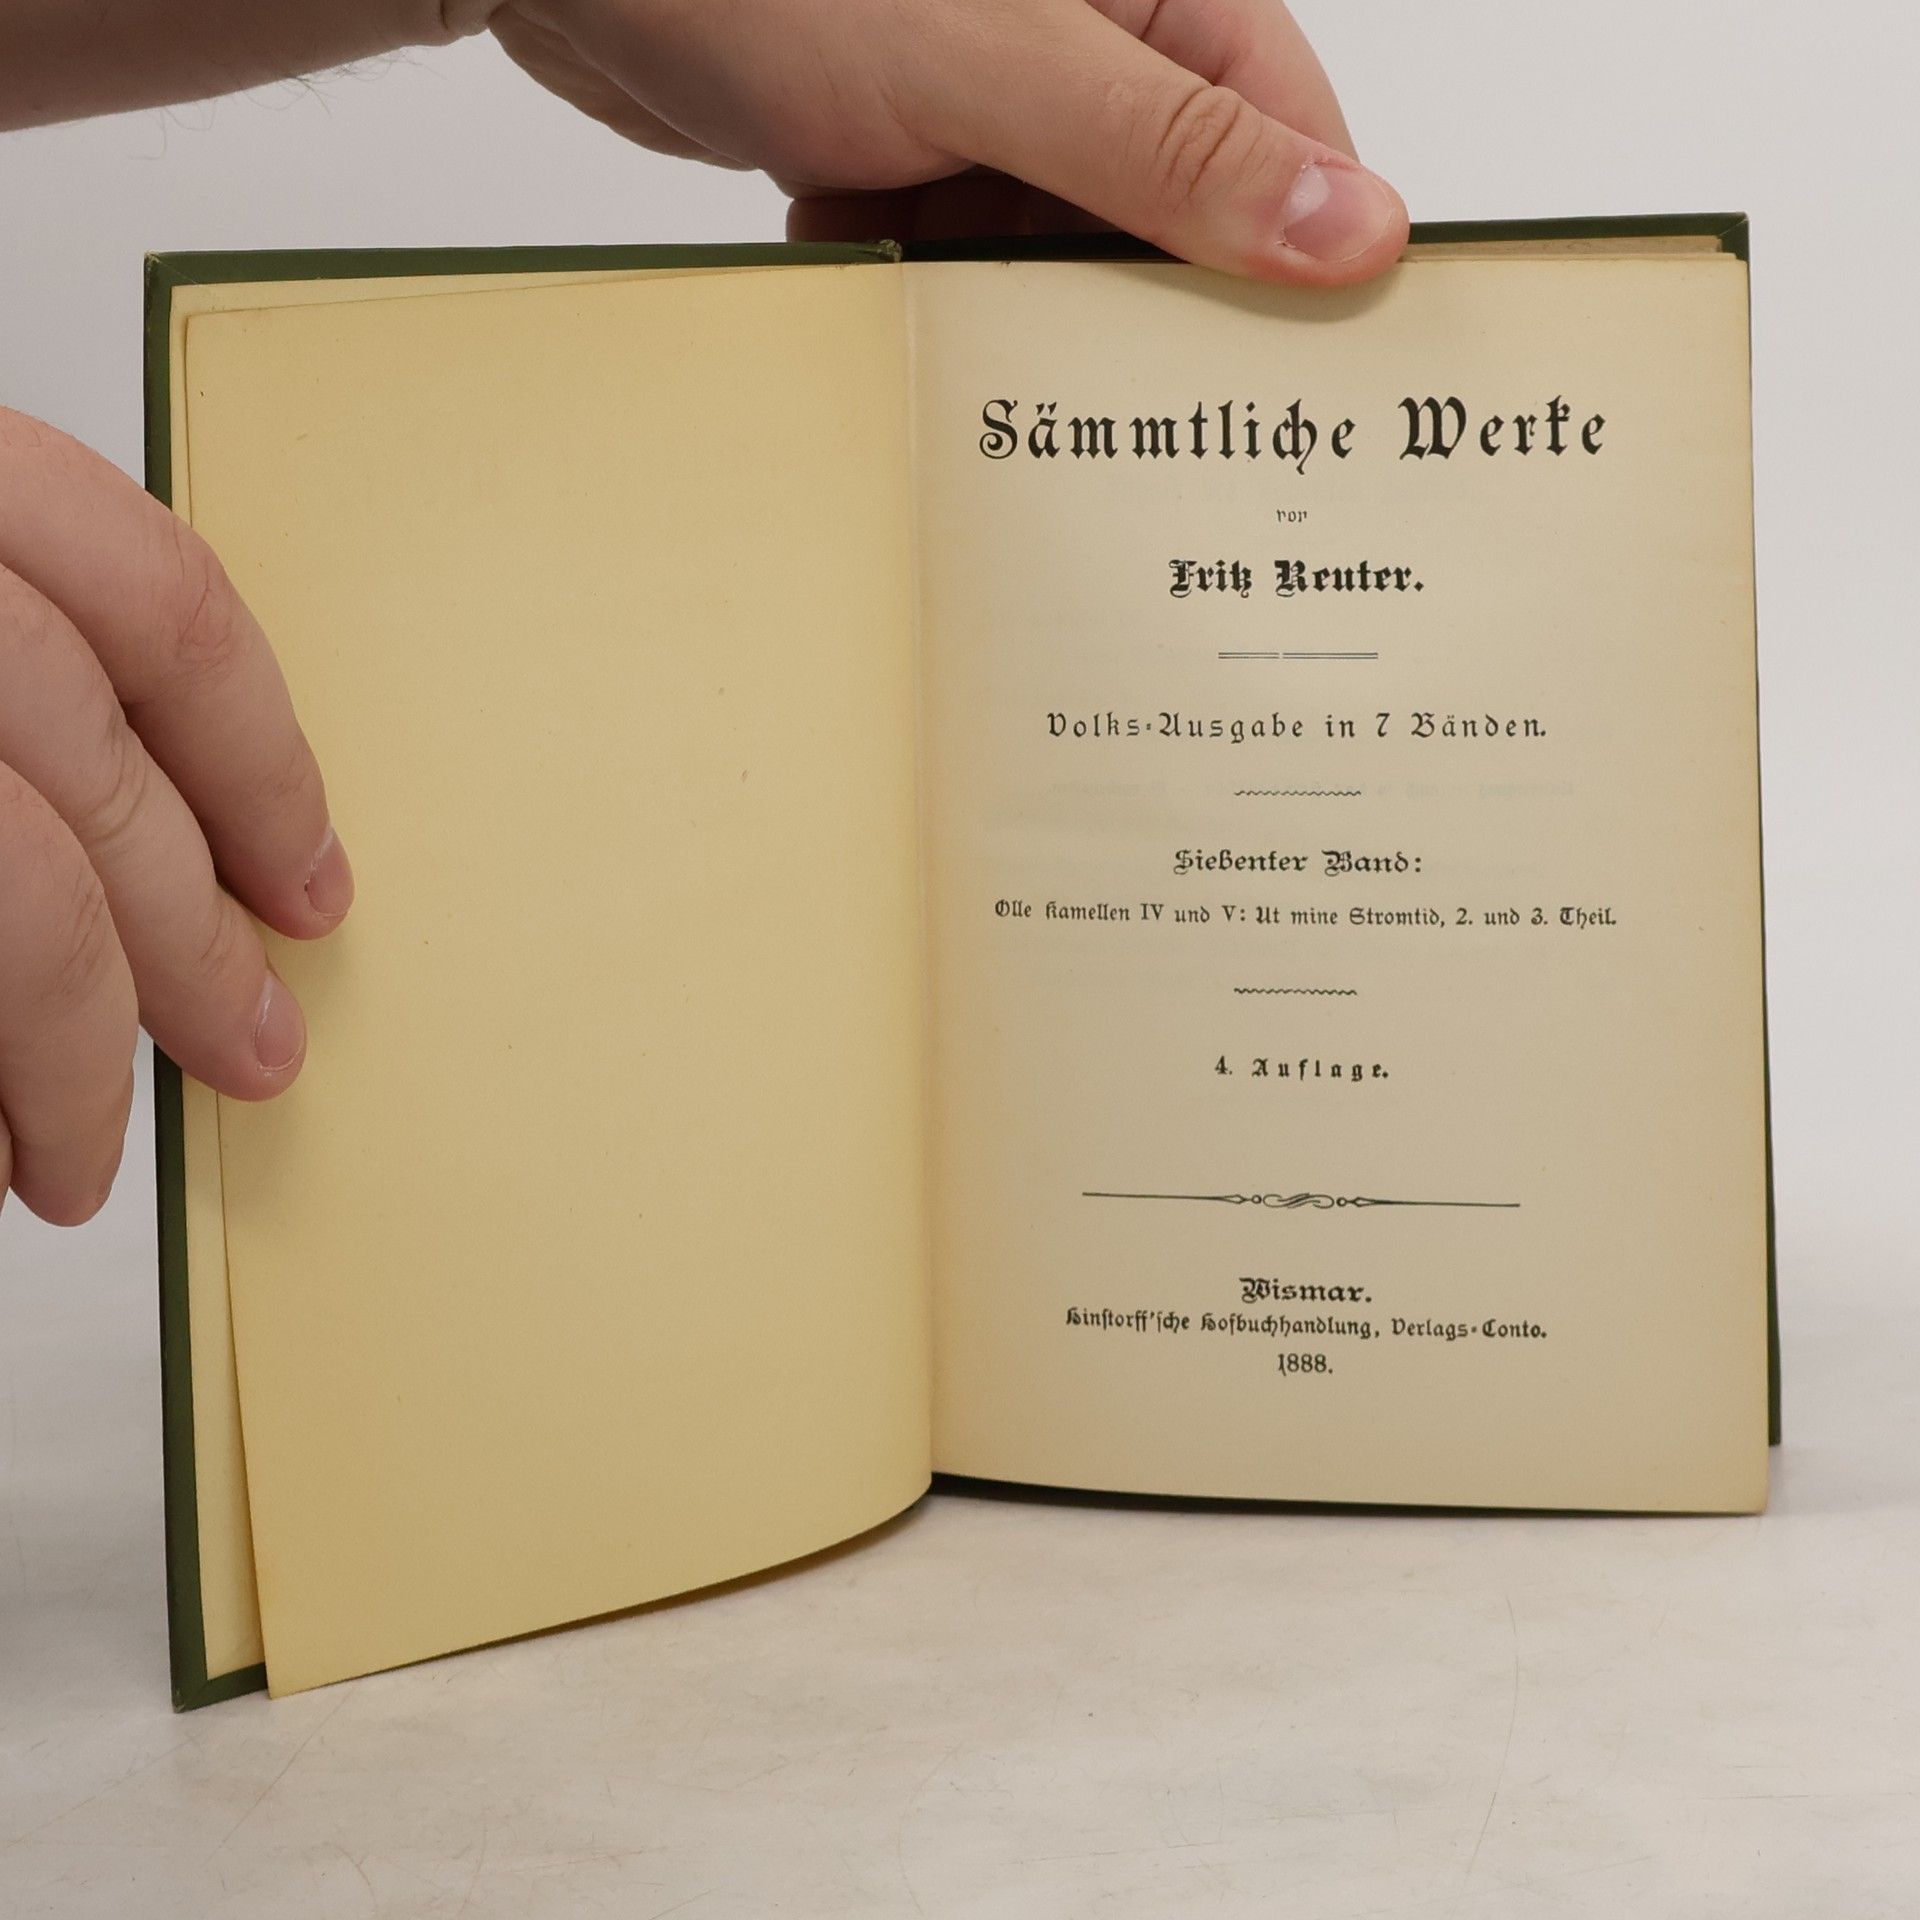 Sämmtliche Werke
von
Fritz Reuter.
Volks-Ausgabe in 7 Bänden.
Siebenter Band:
Olle Kamellen IV und V: Ut mine Stromtid, 2. und 3. Theil.
4. Auflage.
Wismar.
Hinstorff'sche Hofbuchhandlung, Verlags-Conto.
1888.